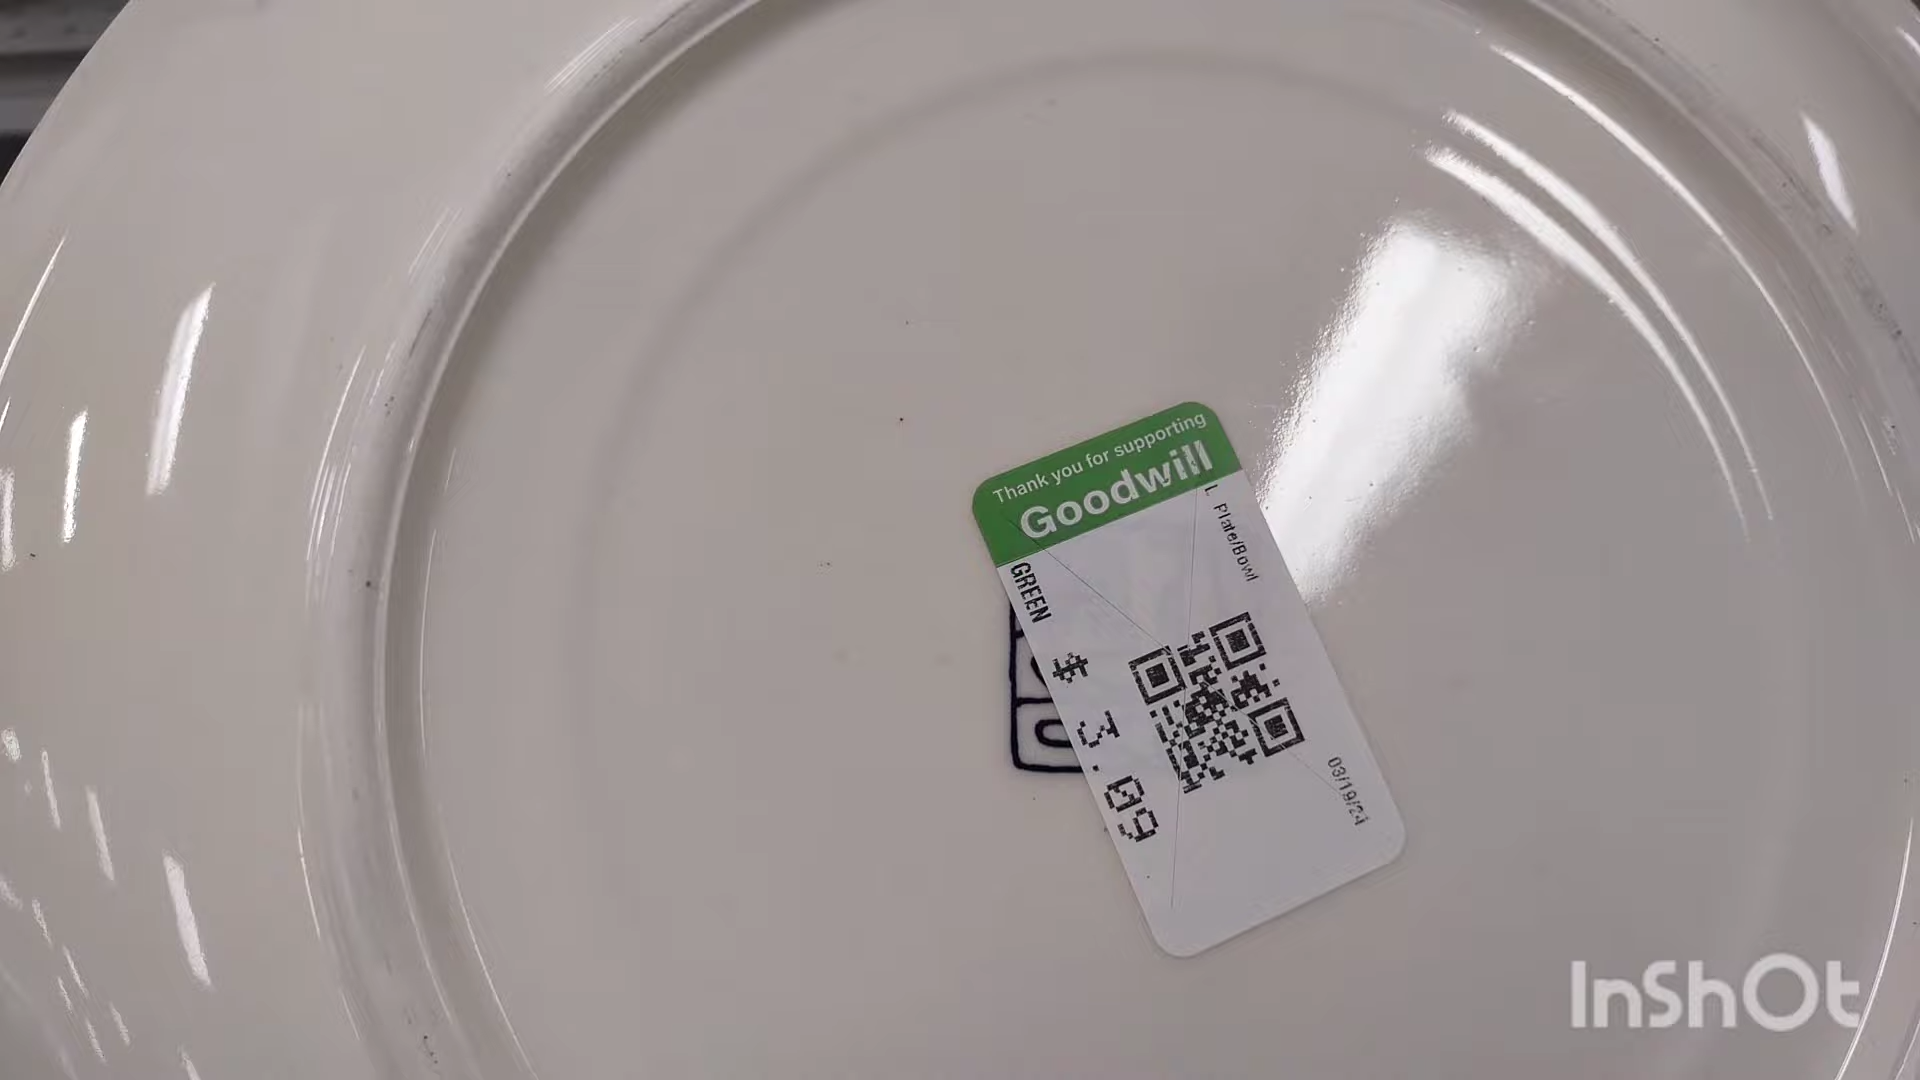 Thank you for supporting
Goodwill
L Plate/Bowl
GREEN
$ 3.09
03/19/24
InShOt